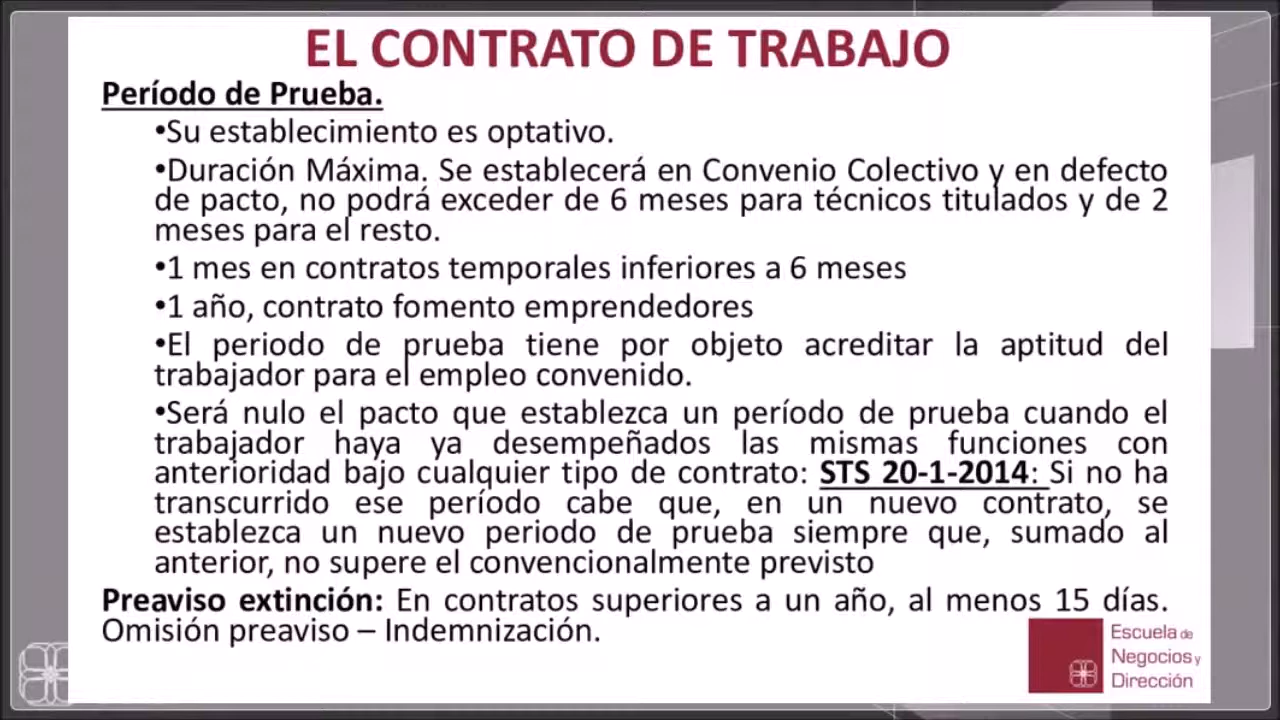 EL CONTRATO DE TRABAJO
Período de Prueba.
•Su establecimiento es optativo.
•Duración Máxima. Se establecerá en Convenio Colectivo y en defecto
de pacto, no podrá exceder de 6 meses para técnicos titulados y de 2
meses para el resto.
•1 mes en contratos temporales inferiores a 6 meses
•1 año, contrato fomento emprendedores
•El periodo de prueba tiene por objeto acreditar la aptitud del
trabajador para el empleo convenido.
•Será nulo el pacto que establezca un período de prueba cuando el
trabajador haya ya desempeñados las mismas funciones con
anterioridad bajo cualquier tipo de contrato: STS 20-1-2014: Si no ha
transcurrido ese período cabe que, en un nuevo contrato, se
establezca un nuevo periodo de prueba siempre que, sumado al
anterior, no supere el convencionalmente previsto
Preaviso extinción: En contratos superiores a un año, al menos 15 días.
Omisión preaviso – Indemnización.
Escuela de
Negocios y
Dirección